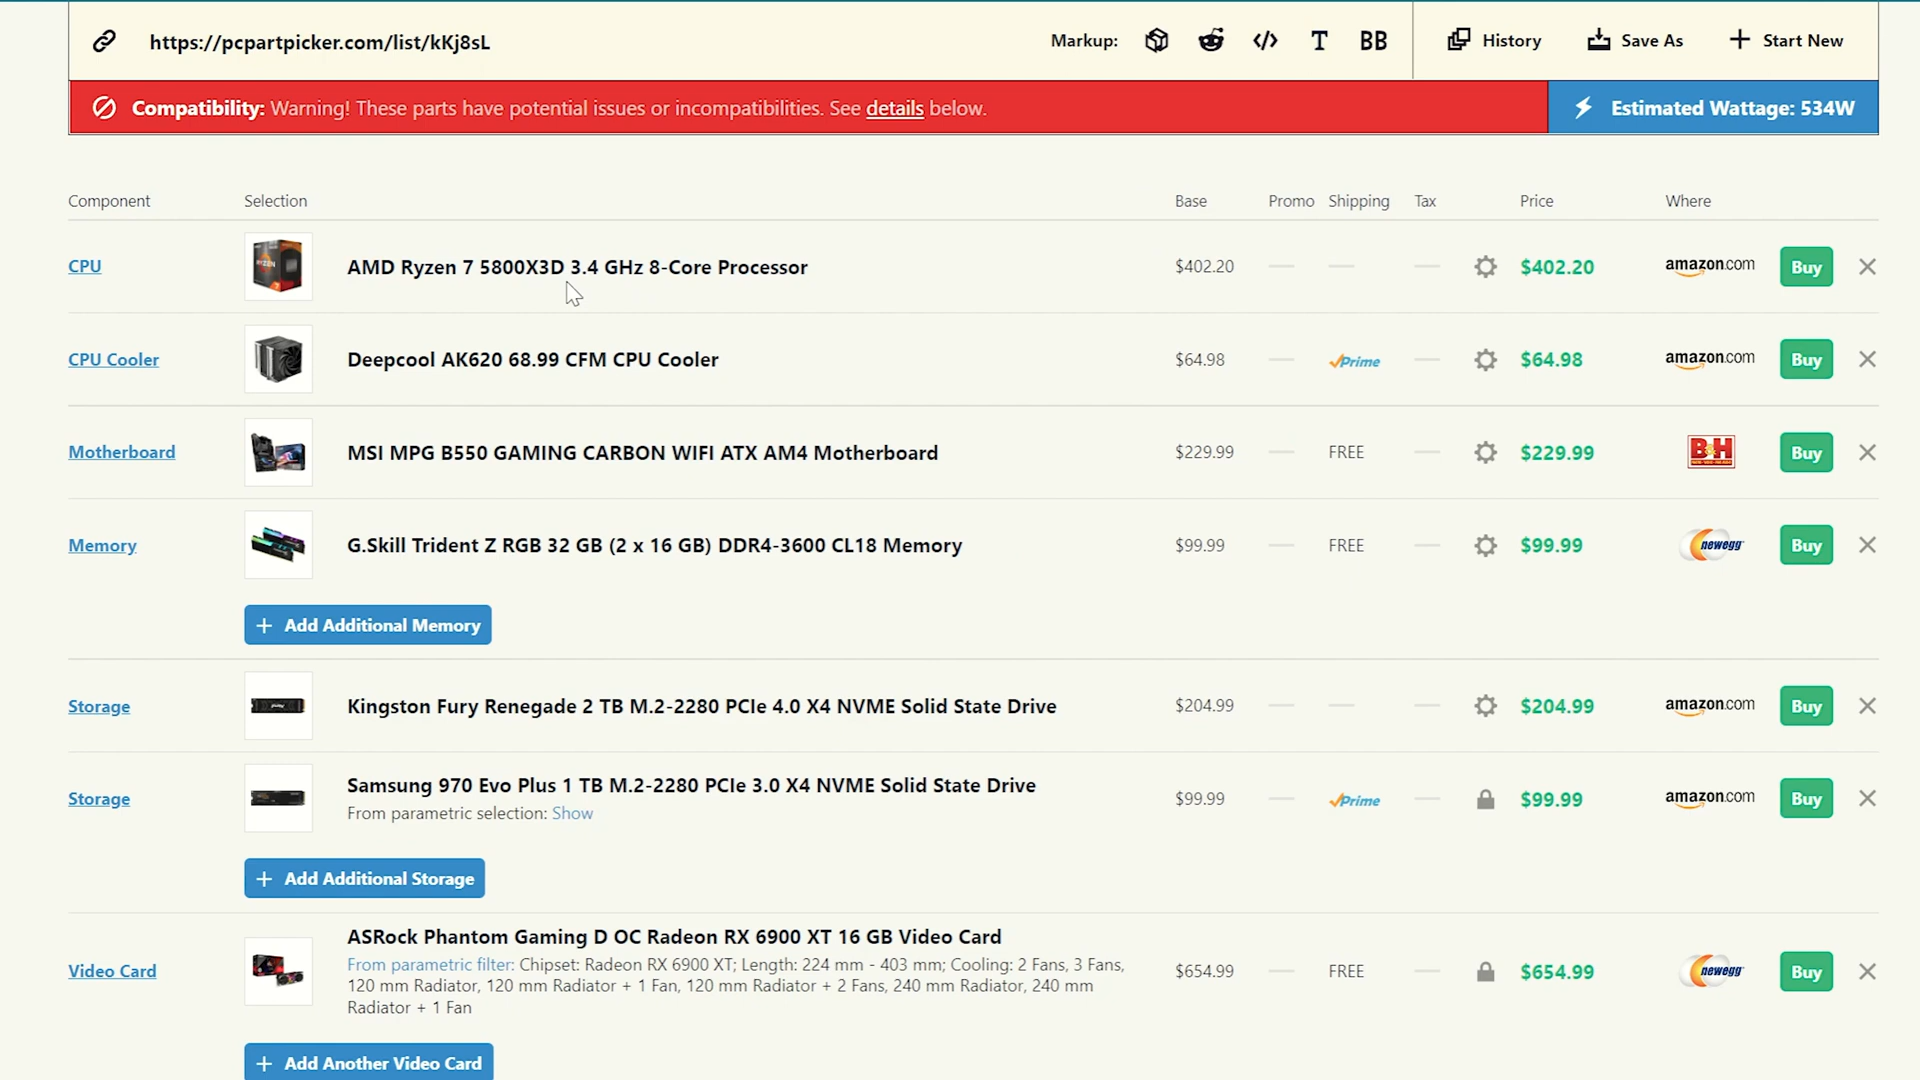 https://pcpartpicker.com/list/kKj8sL
Markup:
T
BB
History
Save As
Start New
Compatibility: Warning! These parts have potential issues or incompatibilities. See details below.
Estimated Wattage: 534W
Component Selection Base Promo Shipping Tax Price Where
CPU AMD Ryzen 7 5800X3D 3.4 GHz 8-Core Processor $402.20 $402.20 amazon.com Buy
CPU Cooler Deepcool AK620 68.99 CFM CPU Cooler $64.98 Prime $64.98 amazon.com Buy
Motherboard MSI MPG B550 GAMING CARBON WIFI ATX AM4 Motherboard $229.99 FREE $229.99 B&H Buy
Memory G.Skill Trident Z RGB 32 GB (2 x 16 GB) DDR4-3600 CL18 Memory $99.99 FREE $99.99 newegg Buy
Add Additional Memory
Storage Kingston Fury Renegade 2 TB M.2-2280 PCIe 4.0 X4 NVME Solid State Drive $204.99 $204.99 amazon.com Buy
Storage Samsung 970 Evo Plus 1 TB M.2-2280 PCIe 3.0 X4 NVME Solid State Drive $99.99 Prime $99.99 amazon.com Buy
From parametric selection: Show
Add Additional Storage
Video Card ASRock Phantom Gaming D OC Radeon RX 6900 XT 16 GB Video Card $654.99 FREE $654.99 newegg Buy
From parametric filter: Chipset: Radeon RX 6900 XT; Length: 224 mm - 403 mm; Cooling: 2 Fans, 3 Fans,
120 mm Radiator, 120 mm Radiator + 1 Fan, 120 mm Radiator + 2 Fans, 240 mm Radiator, 240 mm
Radiator + 1 Fan
Add Another Video Card